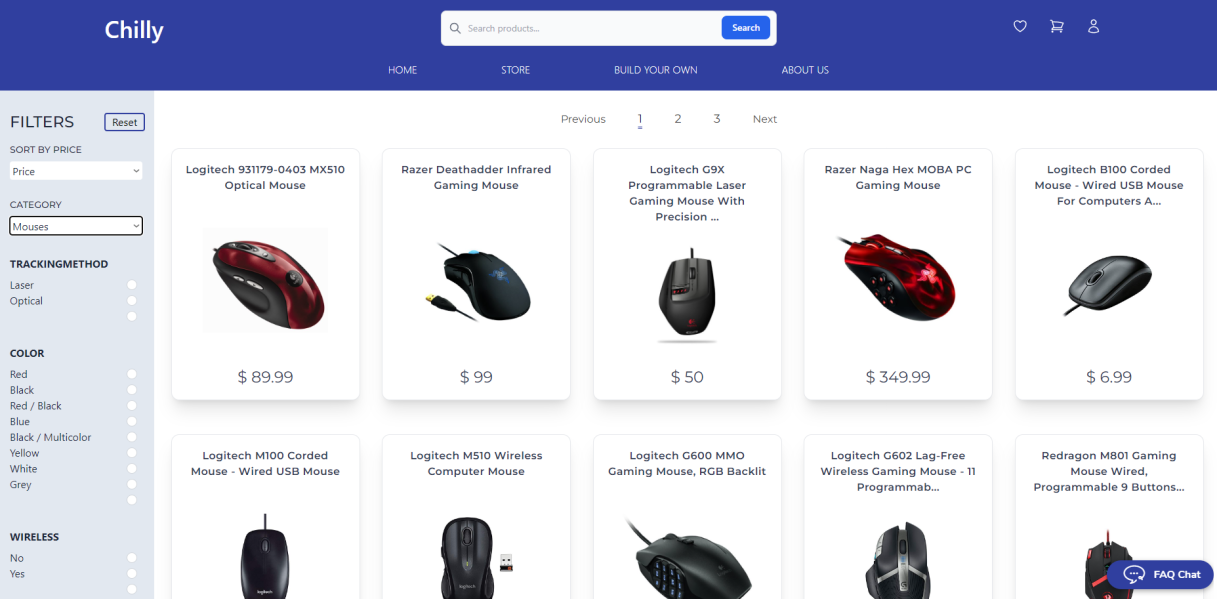 Chilly
Search products...
Search
HOME
STORE
BUILD YOUR OWN
ABOUT US
FILTERS
Reset
SORT BY PRICE
Price
CATEGORY
Mouses
TRACKINGMETHOD
Laser
Optical
COLOR
Red
Black
Red / Black
Blue
Black / Multicolor
Yellow
White
Grey
WIRELESS
No
Yes
Previous
1
2
3
Next
Logitech 931179-0403 MX510
Optical Mouse
$ 89.99
Razer Deathadder Infrared
Gaming Mouse
$ 99
Logitech G9X
Programmable Laser
Gaming Mouse With
Precision ...
$ 50
Razer Naga Hex MOBA PC
Gaming Mouse
$ 349.99
Logitech B100 Corded
Mouse - Wired USB Mouse
For Computers A...
$ 6.99
Logitech M100 Corded
Mouse - Wired USB Mouse
logitech
Logitech M510 Wireless
Computer Mouse
logitech
Logitech G600 MMO
Gaming Mouse, RGB Backlit
Logitech G602 Lag-Free
Wireless Gaming Mouse - 11
Programmab...
Redragon M801 Gaming
Mouse Wired,
Programmable 9 Buttons...
FAQ Chat